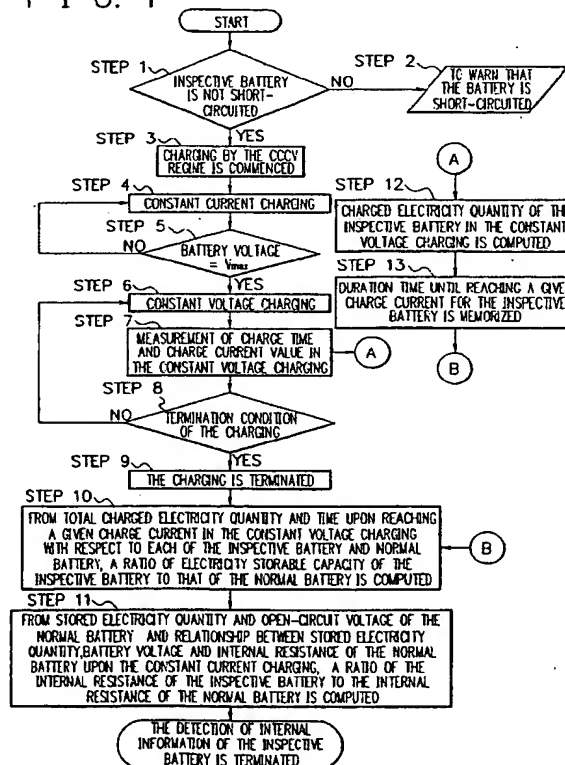 START
STEP 1
INSPECTIVE BATTERY
IS NOT SHORT-
CIRCUITED
NO
STEP 2
TO WARN THAT
THE BATTERY IS
SHORT-CIRCUITED
YES
STEP 3
CHARGING BY THE CCCV
REGIME IS COMMENCED
STEP 4
CONSTANT CURRENT CHARGING
STEP 5
BATTERY VOLTAGE
= Vmax
NO
YES
STEP 6
CONSTANT VOLTAGE CHARGING
STEP 7
MEASUREMENT OF CHARGE TIME
AND CHARGE CURRENT VALUE IN
THE CONSTANT VOLTAGE CHARGING
A
STEP 8
TERMINATION CONDITION
OF THE CHARGING
NO
YES
STEP 9
THE CHARGING IS TERMINATED
STEP 10
FROM TOTAL CHARGED ELECTRICITY QUANTITY AND TIME UPON REACHING
A GIVEN CHARGE CURRENT IN THE CONSTANT VOLTAGE CHARGING
WITH RESPECT TO EACH OF THE INSPECTIVE BATTERY AND NORMAL
BATTERY, A RATIO OF ELECTRICITY STORABLE CAPACITY OF THE
INSPECTIVE BATTERY TO THAT OF THE NORMAL BATTERY IS COMPUTED
B
STEP 11
FROM STORED ELECTRICITY QUANTITY AND OPEN-CIRCUIT VOLTAGE OF THE
NORMAL BATTERY AND RELATIONSHIP BETWEEN STORED ELECTRICITY
QUANTITY,BATTERY VOLTAGE AND INTERNAL RESISTANCE OF THE NORMAL
BATTERY UPON THE CONSTANT CURRENT CHARGING, A RATIO OF THE
INTERNAL RESISTANCE OF THE INSPECTIVE BATTERY TO THE INTERNAL
RESISTANCE OF THE NORMAL BATTERY IS COMPUTED
THE DETECTION OF INTERNAL
INFORMATION OF THE INSPECTIVE
BATTERY IS TERMINATED
A
STEP 12
CHARGED ELECTRICITY QUANTITY OF THE
INSPECTIVE BATTERY IN THE CONSTANT
VOLTAGE CHARGING IS COMPUTED
STEP 13
DURATION TIME UNTIL REACHING A GIVEN
CHARGE CURRENT FOR THE INSPECTIVE
BATTERY IS MEMORIZED
B